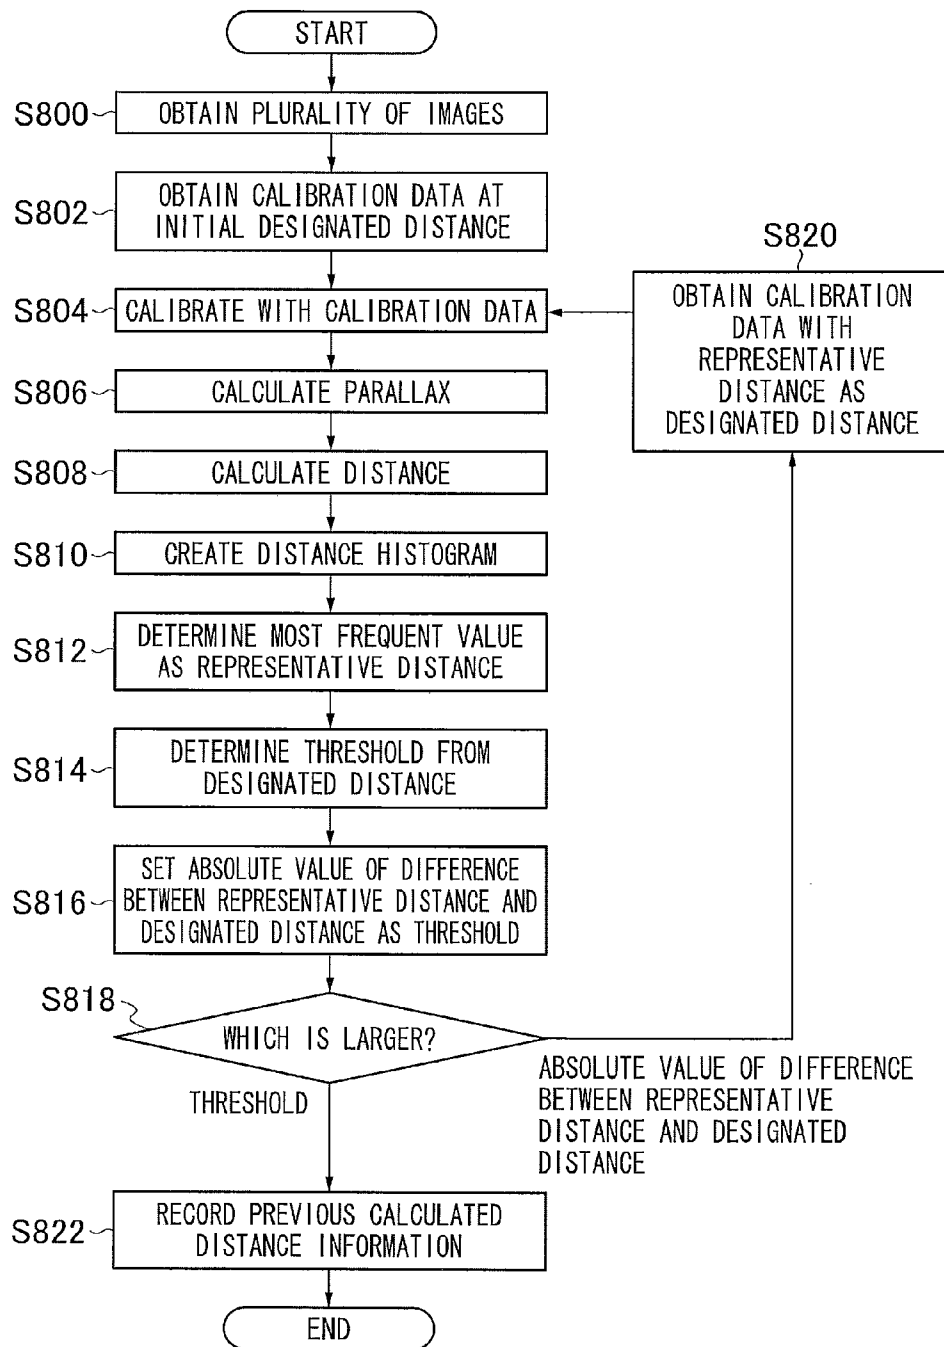 START
S800
OBTAIN PLURALITY OF IMAGES
S802
OBTAIN CALIBRATION DATA AT
INITIAL DESIGNATED DISTANCE
S820
OBTAIN CALIBRATION
DATA WITH
REPRESENTATIVE
DISTANCE AS
DESIGNATED DISTANCE
S804
CALIBRATE WITH CALIBRATION DATA
S806
CALCULATE PARALLAX
S808
CALCULATE DISTANCE
S810
CREATE DISTANCE HISTOGRAM
S812
DETERMINE MOST FREQUENT VALUE
AS REPRESENTATIVE DISTANCE
S814
DETERMINE THRESHOLD FROM
DESIGNATED DISTANCE
S816
SET ABSOLUTE VALUE OF DIFFERENCE
BETWEEN REPRESENTATIVE DISTANCE AND
DESIGNATED DISTANCE AS THRESHOLD
S818
WHICH IS LARGER?
THRESHOLD
ABSOLUTE VALUE OF DIFFERENCE
BETWEEN REPRESENTATIVE
DISTANCE AND DESIGNATED
DISTANCE
S822
RECORD PREVIOUS CALCULATED
DISTANCE INFORMATION
END